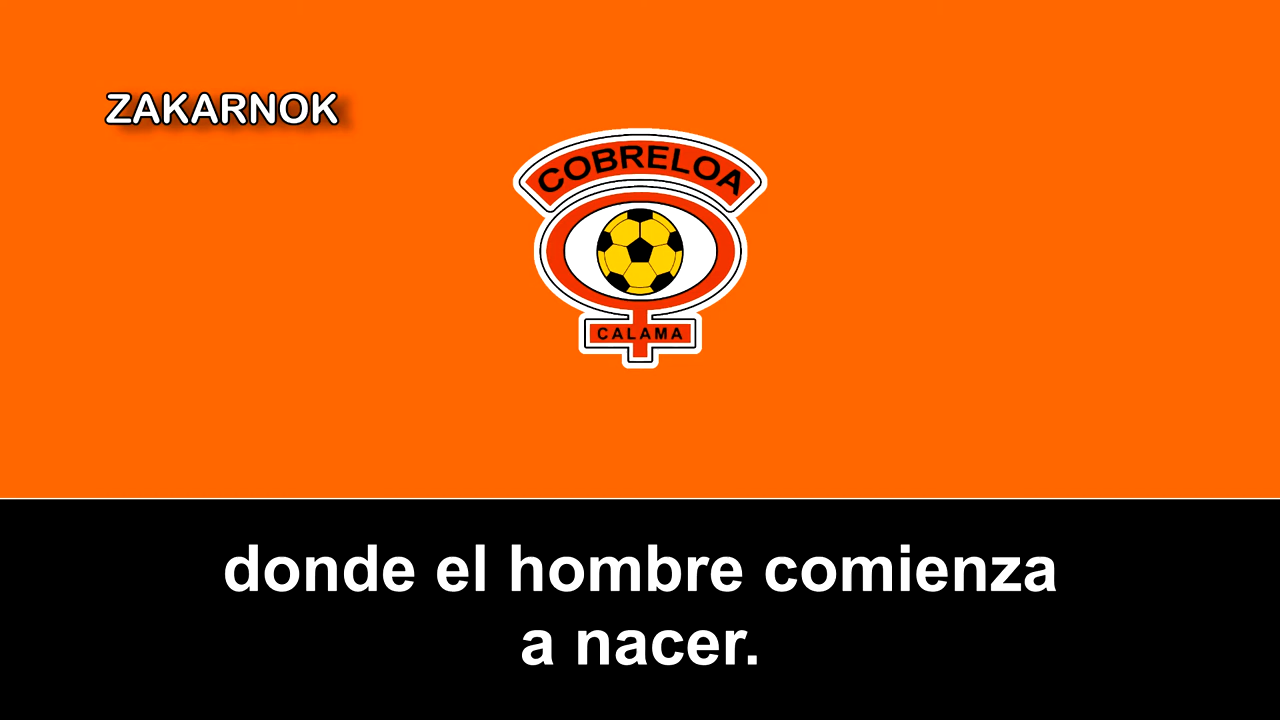 ZAKARNOK
COBRELOA
CALAMA
donde el hombre comienza
a nacer.